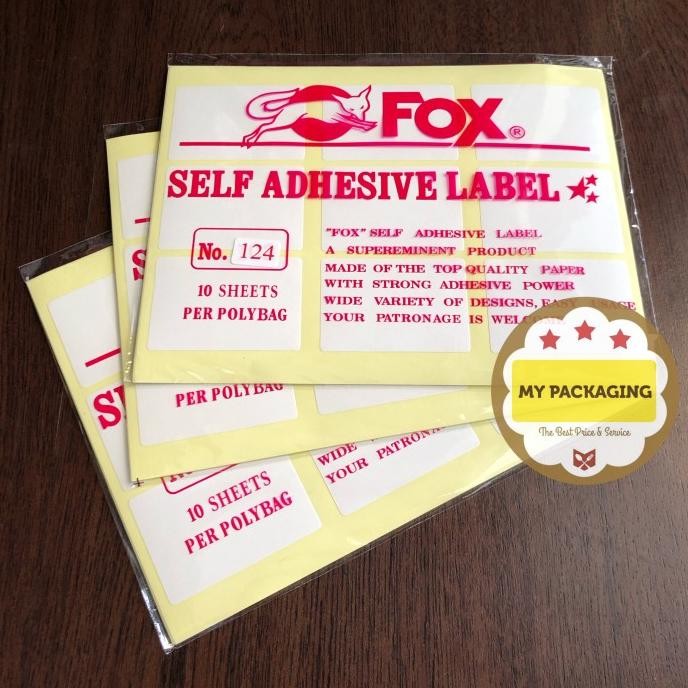 FOX®
SELF ADHESIVE LABEL
No. 124
10 SHEETS
PER POLYBAG
"FOX" SELF ADHESIVE LABEL
A SUPEREMINENT PRODUCT
MADE OF THE TOP QUALITY PAPER
WITH STRONG ADHESIVE POWER
WIDE VARIETY OF DESIGNS, EASY USAGE
YOUR PATRONAGE IS WELCOME
MY PACKAGING
The Best Price & Service
PER POLYBAG
WIDE
YOUR PATRONA
10 SHEETS
PER POLYBAG